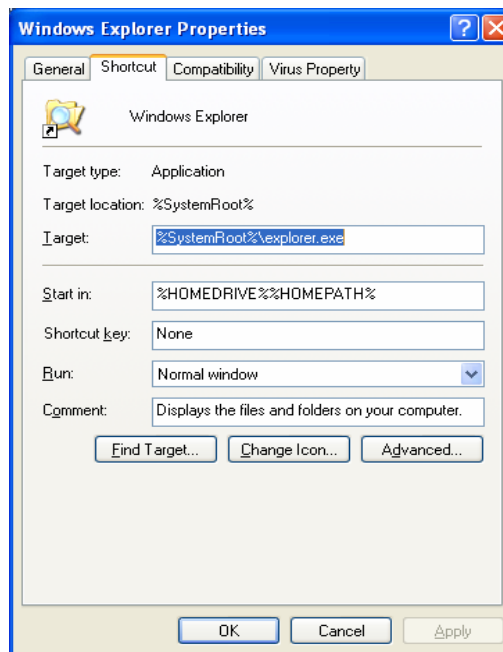 Windows Explorer Properties
General Shortcut Compatibility Virus Property
Windows Explorer
Target type: Application
Target location: %SystemRoot%
Target: %SystemRoot%\explorer.exe
Start in: %HOMEDRIVE%%HOMEPATH%
Shortcut key: None
Run: Normal window
Comment: Displays the files and folders on your computer.
Find Target... Change Icon... Advanced...
OK Cancel Apply